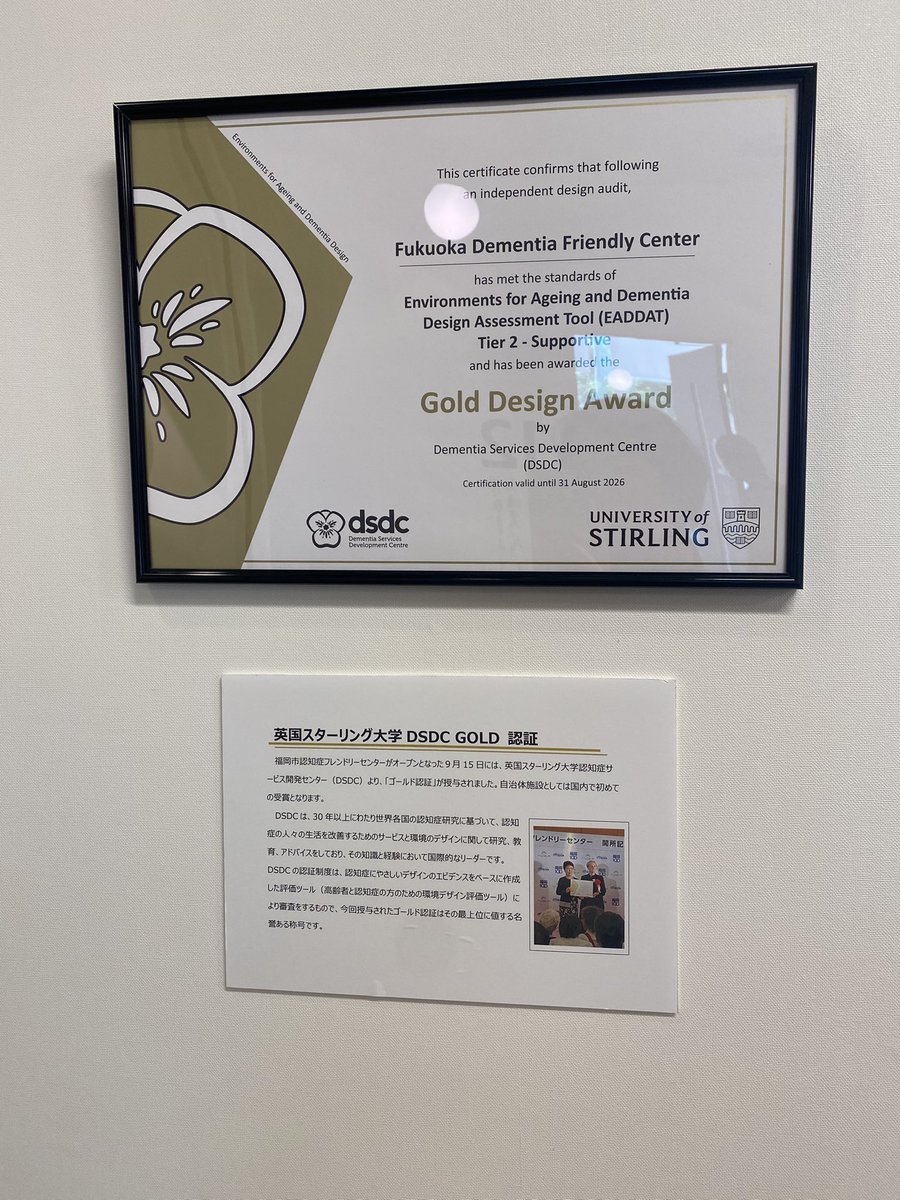 Environments for Ageing and Dementia Design
This certificate confirms that following
an independent design audit,
Fukuoka Dementia Friendly Center
has met the standards of
Environments for Ageing and Dementia
Design Assessment Tool (EADDAT)
Tier 2 - Supportive
and has been awarded the
Gold Design Award
by
Dementia Services Development Centre
(DSDC)
Certification valid until 31 August 2026
dsdc
Dementia Services
Development Centre
UNIVERSITY of
STIRLING
英国スターリング大学 DSDC GOLD 認証
福岡市認知症フレンドリーセンターがオープンとなった 9 月 15 日には、英国スターリング大学認知症サ
ービス開発センター（DSDC）より、「ゴールド認証」が授与されました。自治体施設としては国内で初めて
の受賞となります。
DSDC は、30 年以上にわたり世界各国の認知症研究に基づいて、認知
症の人々の生活を改善するためのサービスと環境のデザインに関して研究、教
育、アドバイスをしており、その知識と経験において国際的なリーダーです。
DSDC の認証制度は、認知症にやさしいデザインのエビデンスをベースに作成
した評価ツール（高齢者と認知症の方のための環境デザイン評価ツール）に
より審査をするもので、今回授与されたゴールド認証はその最上位に値する名
誉ある称号です。
フレンドリーセンター 開所記